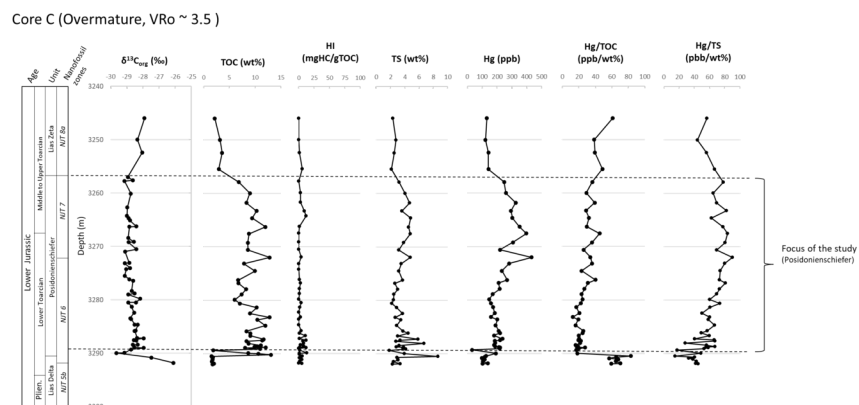 Core C (Overmature, VRo ~ 3.5 )
Age
Unit
Nanofossil
zones
δ¹³Corg (‰)
TOC (wt%)
HI
(mgHC/gTOC)
TS (wt%)
Hg (ppb)
Hg/TOC
(ppb/wt%)
Hg/TS
(pbb/wt%)
-30 -29 -28 -27 -26 -25
0 5 10 15
0 25 50 75 100
0 2 4 6 8 10
0 100 200 300 400 500
0 20 40 60 80 100
0 20 40 60 80 100
3240
3250
3260
3270
3280
3290
Depth (m)
Lower Jurassic
Middle to Upper Toarcian
Lower Toarcian
Plien.
Lias Zeta
Posidonienschiefer
Lias Delta
NJT 8a
NJT 7
NJT 6
NJT 5b
Focus of the study
(Posidonienschiefer)